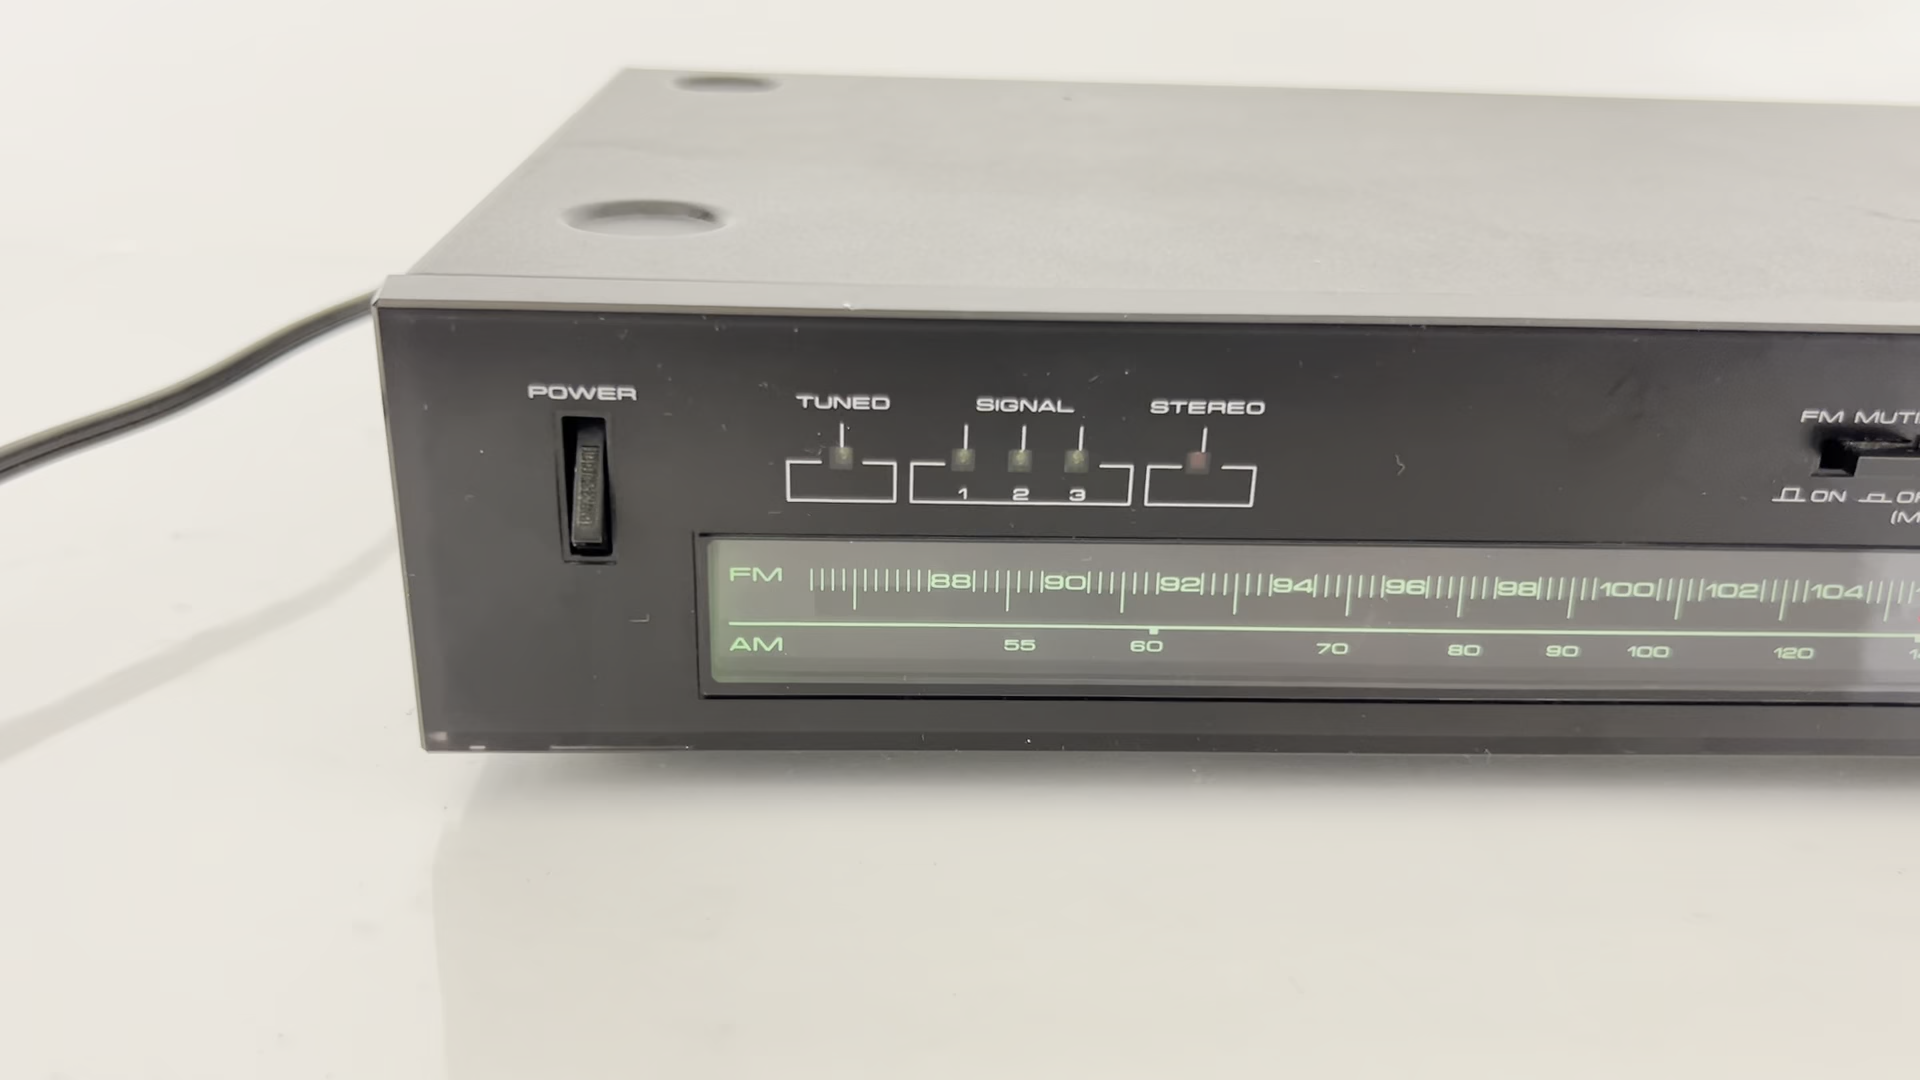 POWER
TUNED
SIGNAL
STEREO
1 2 3
FM
ON
FM 88 90 92 94 96 98 100 102 104
AM 55 60 70 80 90 100 120